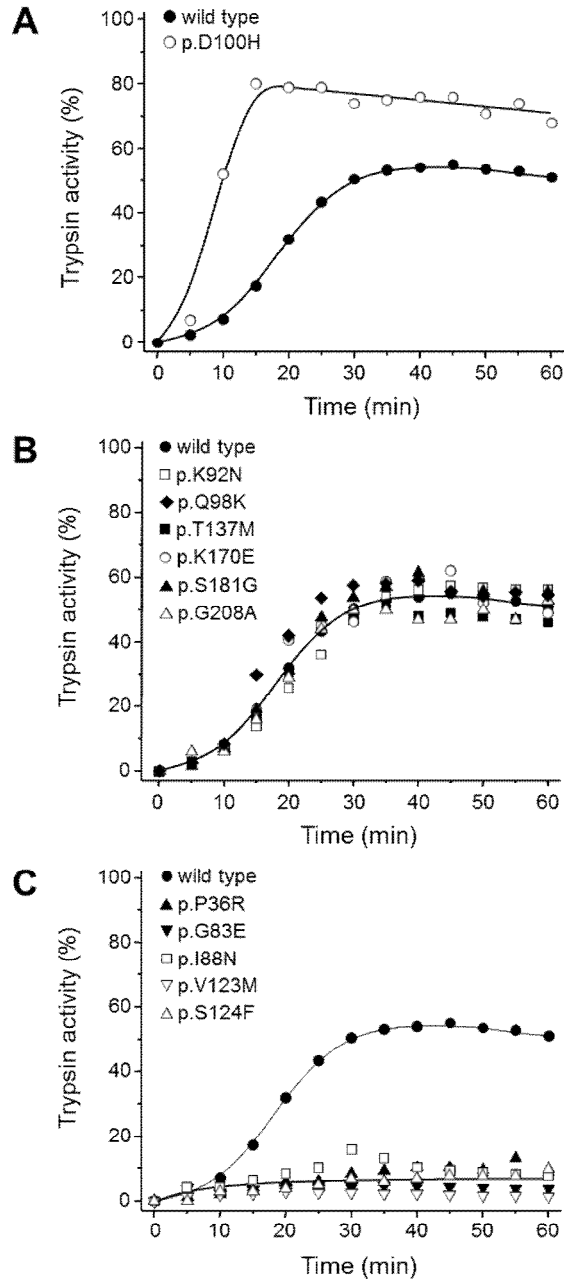 A
100
80
60
40
20
0
Trypsin activity (%)
wild type
p.D100H
0 10 20 30 40 50 60
Time (min)
B
100
80
60
40
20
0
Trypsin activity (%)
wild type
p.K92N
p.Q98K
p.T137M
p.K170E
p.S181G
p.G208A
0 10 20 30 40 50 60
Time (min)
C
100
80
60
40
20
0
Trypsin activity (%)
wild type
p.P36R
p.G83E
p.I88N
p.V123M
p.S124F
0 10 20 30 40 50 60
Time (min)